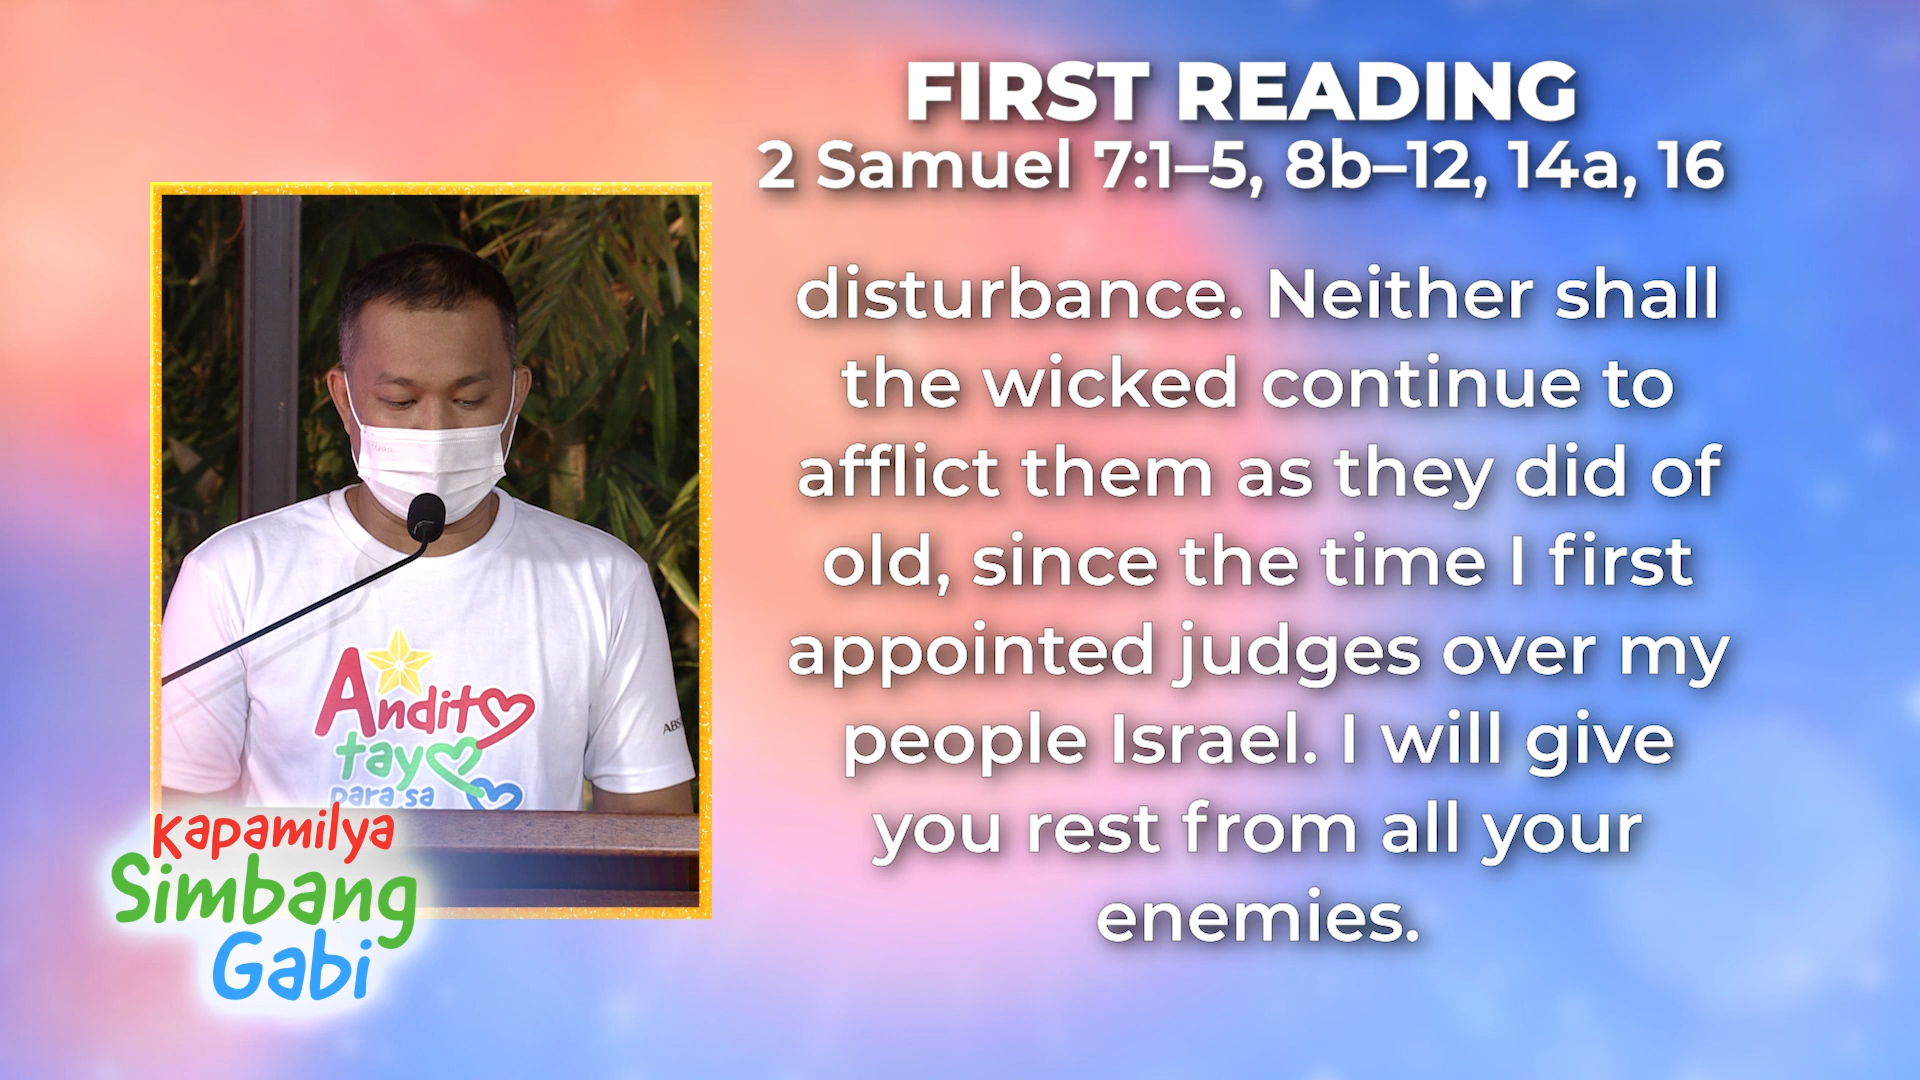 FIRST READING
2 Samuel 7:1–5, 8b–12, 14a, 16
disturbance. Neither shall
the wicked continue to
afflict them as they did of
old, since the time I first
appointed judges over my
people Israel. I will give
you rest from all your
enemies.
Andito
tayo
para sa
ABS
Kapamilya
Simbang
Gabi